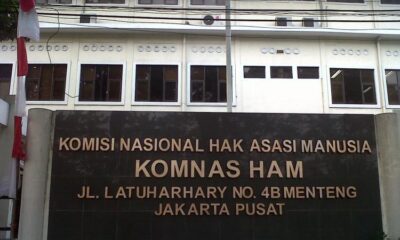 KOMISI NASIONAL HAK ASASI MANUSIA
KOMNAS HAM
JL. LATUHARHARY NO. 4B MENTENG
JAKARTA PUSAT